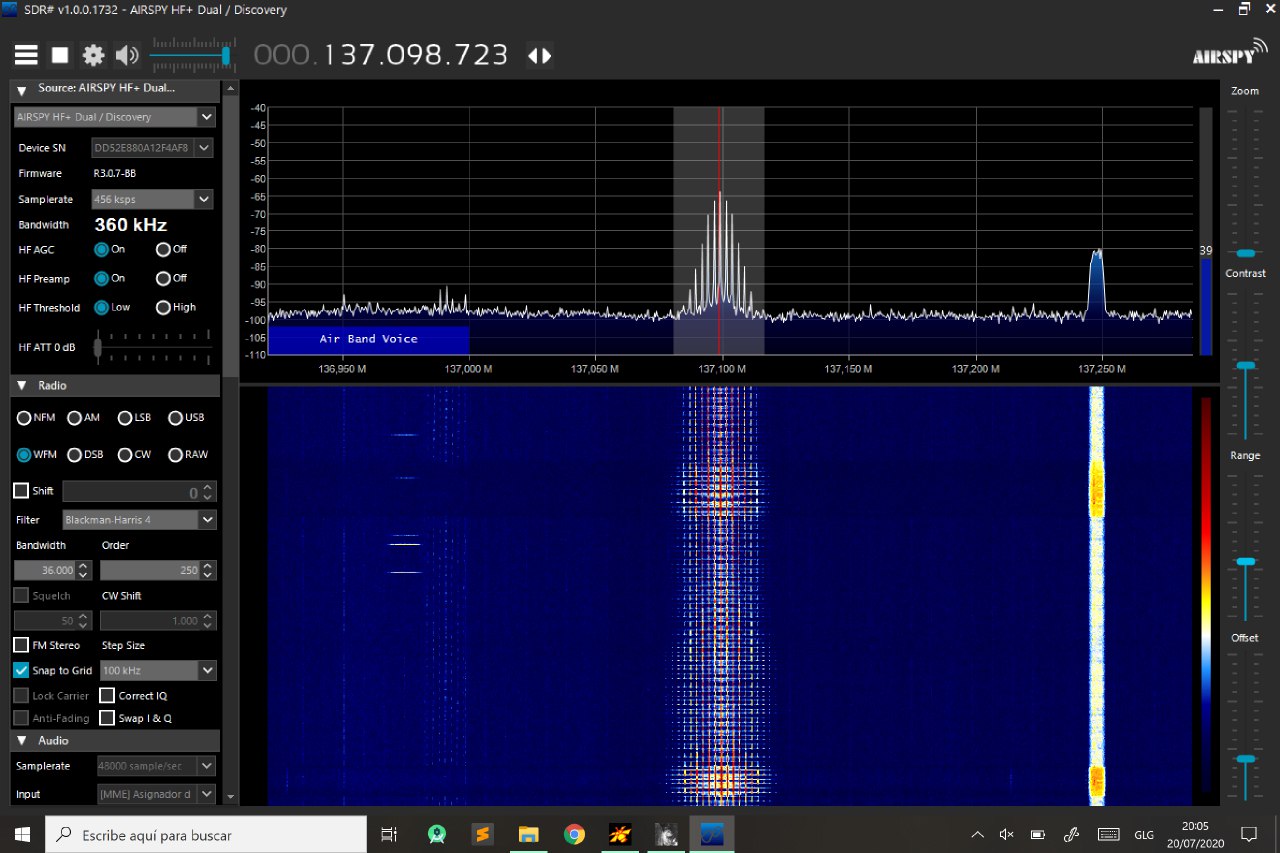 SDR# v1.0.0.1732 - AIRSPY HF+ Dual / Discovery
000.137.098.723
AIRSPY
Source: AIRSPY HF+ Dual...
AIRSPY HF+ Dual / Discovery
Device SN DD52E880A12F4AF8
Firmware R3.0.7-BB
Samplerate 456 ksps
Bandwidth 360 kHz
HF AGC On Off
HF Preamp On Off
HF Threshold Low High
HF ATT 0 dB
Radio
NFM AM LSB USB
WFM DSB CW RAW
Shift 0
Filter Blackman-Harris 4
Bandwidth Order
36.000 250
Squelch CW Shift
50 1.000
FM Stereo Step Size
Snap to Grid 100 kHz
Lock Carrier Correct IQ
Anti-Fading Swap I & Q
Audio
Samplerate 48000 sample/sec
Input [MME] Asignador d
-40
-45
-50
-55
-60
-65
-70
-75
-80
-85
-90
-95
-100
-105
-110
Air Band Voice
136,950 M 137,000 M 137,050 M 137,100 M 137,150 M 137,200 M 137,250 M
39
Zoom
Contrast
Range
Offset
Escribe aquí para buscar
GLG
20:05
20/07/2020